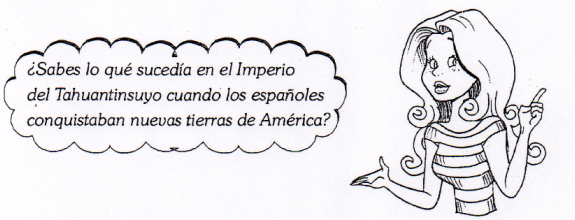 ¿Sabes lo qué sucedía en el Imperio
del Tahuantinsuyo cuando los españoles
conquistaban nuevas tierras de América?